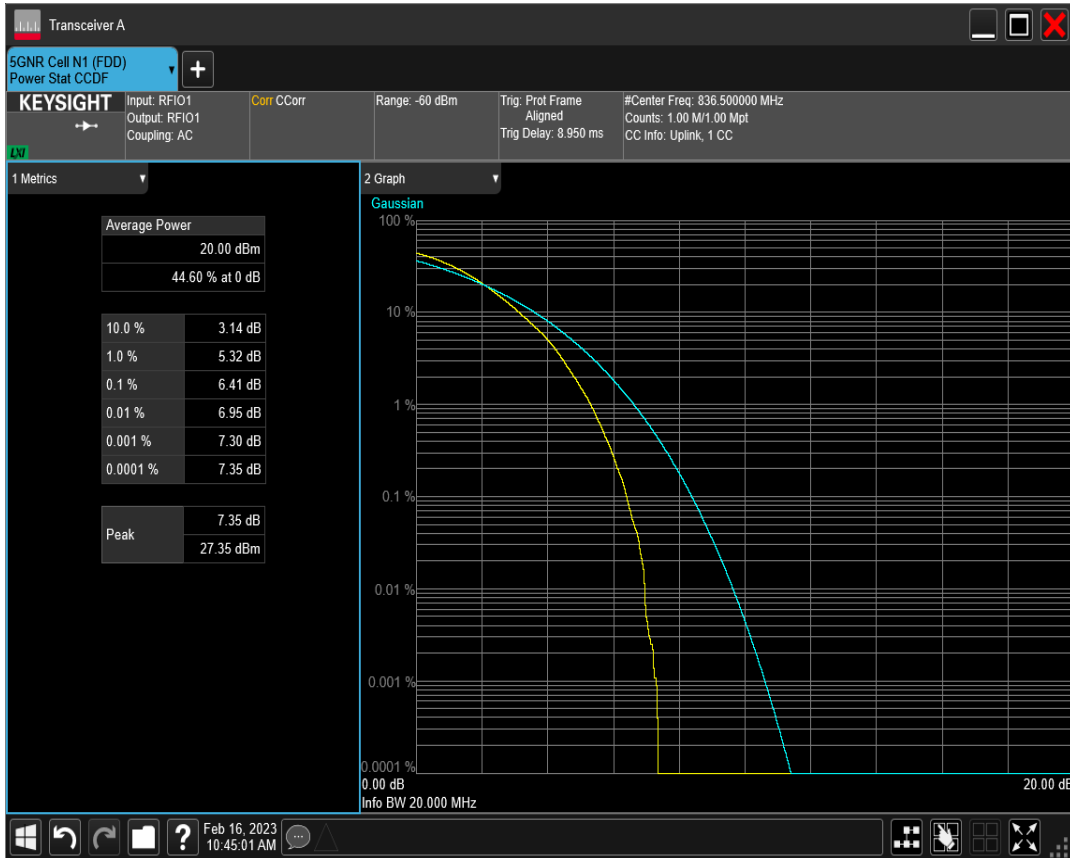 Transceiver A
5GNR Cell N1 (FDD)
Power Stat CCDF
+
KEYSIGHT
LXI
Input: RFIO1
Output: RFIO1
Coupling: AC
Corr CCorr
Range: -60 dBm
Trig: Prot Frame
Aligned
Trig Delay: 8.950 ms
#Center Freq: 836.500000 MHz
Counts: 1.00 M/1.00 Mpt
CC Info: Uplink, 1 CC
1 Metrics
Average Power
20.00 dBm
44.60 % at 0 dB
10.0 % 3.14 dB
1.0 % 5.32 dB
0.1 % 6.41 dB
0.01 % 6.95 dB
0.001 % 7.30 dB
0.0001 % 7.35 dB
Peak
7.35 dB
27.35 dBm
2 Graph
Gaussian
100 %
10 %
1 %
0.1 %
0.01 %
0.001 %
0.0001 %
0.00 dB
20.00 dB
Info BW 20.000 MHz
?
Feb 16, 2023
10:45:01 AM